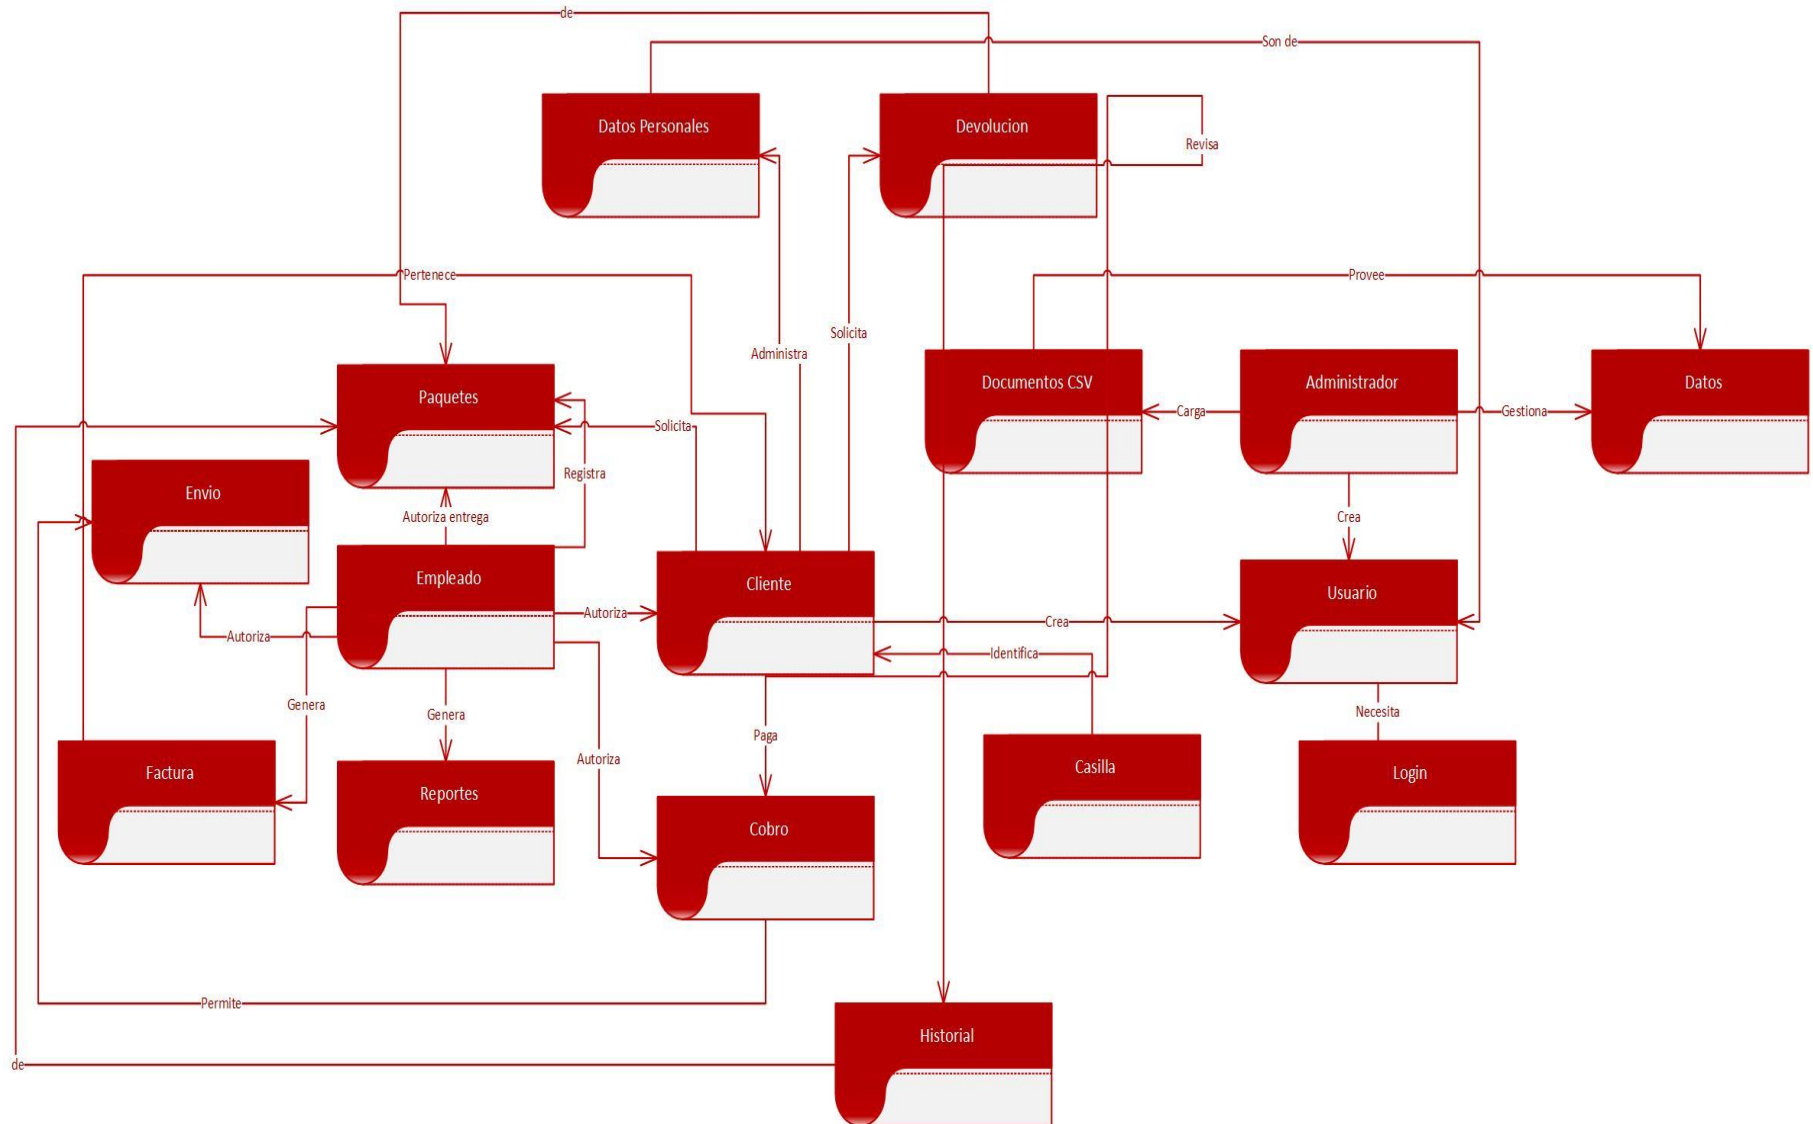 de
Son de
Datos Personales
Devolucion
Revisa
Pertenece
Provee
Solicita
Administra
Paquetes
Documentos CSV
Administrador
Datos
Carga
Gestiona
Solicita
Registra
Envio
Autoriza entrega
Crea
Empleado
Cliente
Usuario
Autoriza
Crea
Autoriza
Identifica
Genera
Genera
Necesita
Paga
Autoriza
Factura
Reportes
Casilla
Login
Cobro
Permite
Historial
de